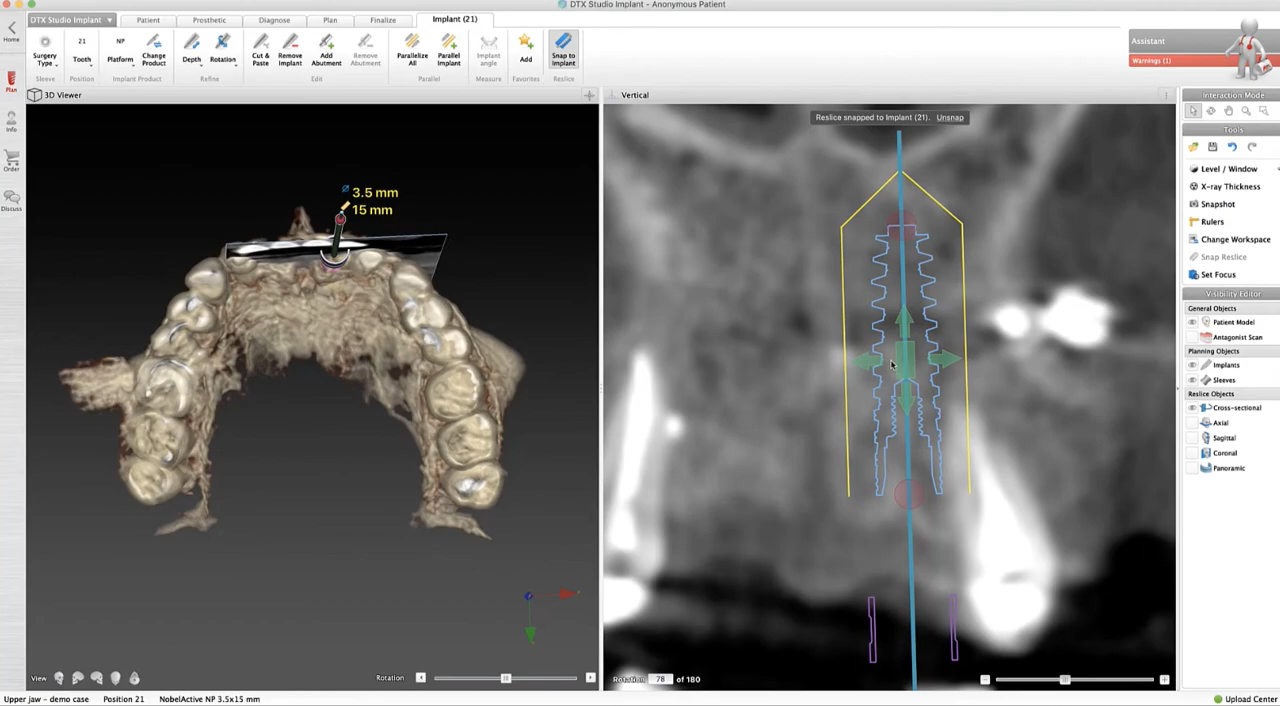 DTX Studio Implant - Anonymous Patient
DTX Studio Implant ▾ Patient Prosthetic Diagnose Plan Finalize Implant (21)
Home
Surgery Type
21 Tooth
NP Platform
Change Product
Depth
Rotation
Cut & Paste
Remove Implant
Add Abutment
Remove Abutment
Parallelize All
Parallel Implant
Implant angle
Add
Snap to Implant
Sleeve Position Implant Product Refine Edit Parallel Measure Favorites Reslice
Assistant
Warnings (1)
Plan
Info
Order
Discuss
3D Viewer
3.5 mm
15 mm
View
Rotation
Vertical
Reslice snapped to Implant (21). Unsnap
Rotation 78 of 180
Interaction Mode
Tools
Level / Window
X-ray Thickness
Snapshot
Rulers
Change Workspace
Snap Reslice
Set Focus
Visibility Editor
General Objects
Patient Model
Antagonist Scan
Planning Objects
Implants
Sleeves
Reslice Objects
Cross-sectional
Axial
Sagittal
Coronal
Panoramic
Upper jaw - demo case Position 21 NobelActive NP 3.5x15 mm
Upload Center